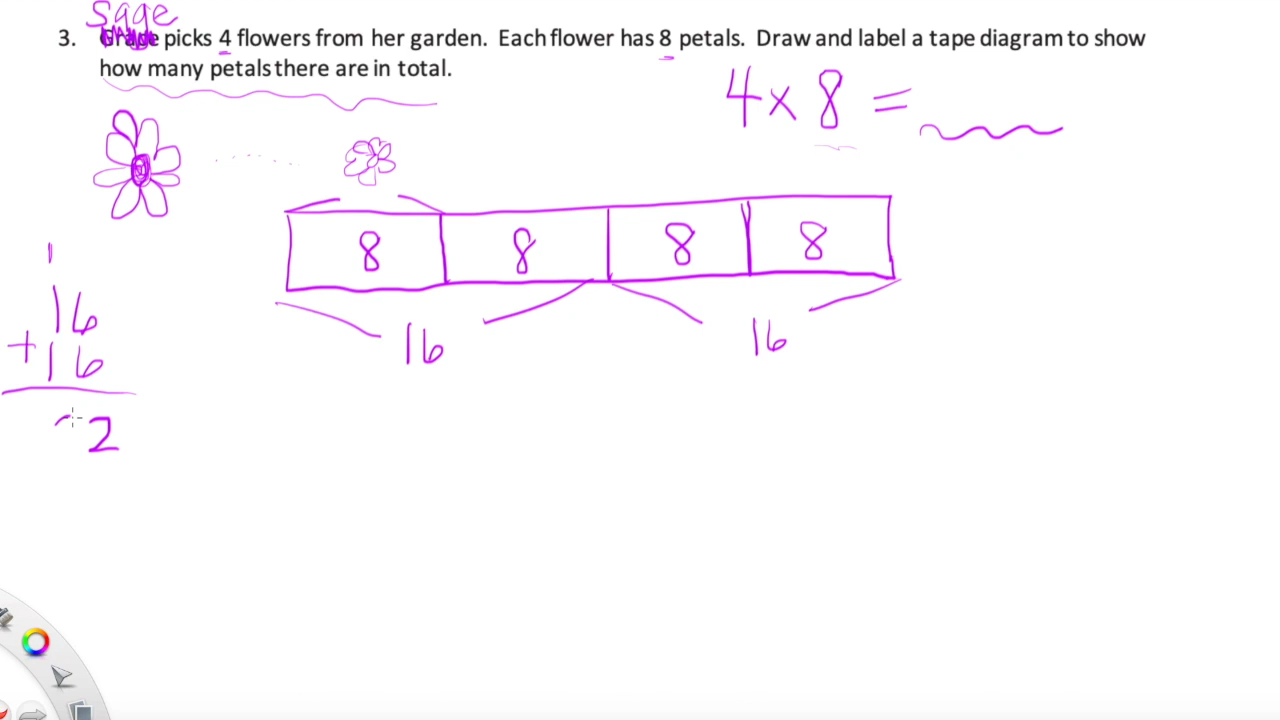 Sage
3. Grace picks 4 flowers from her garden. Each flower has 8 petals. Draw and label a tape diagram to show
how many petals there are in total.
4 x 8 =
8 8 8 8
16 16
1
16
+16
2